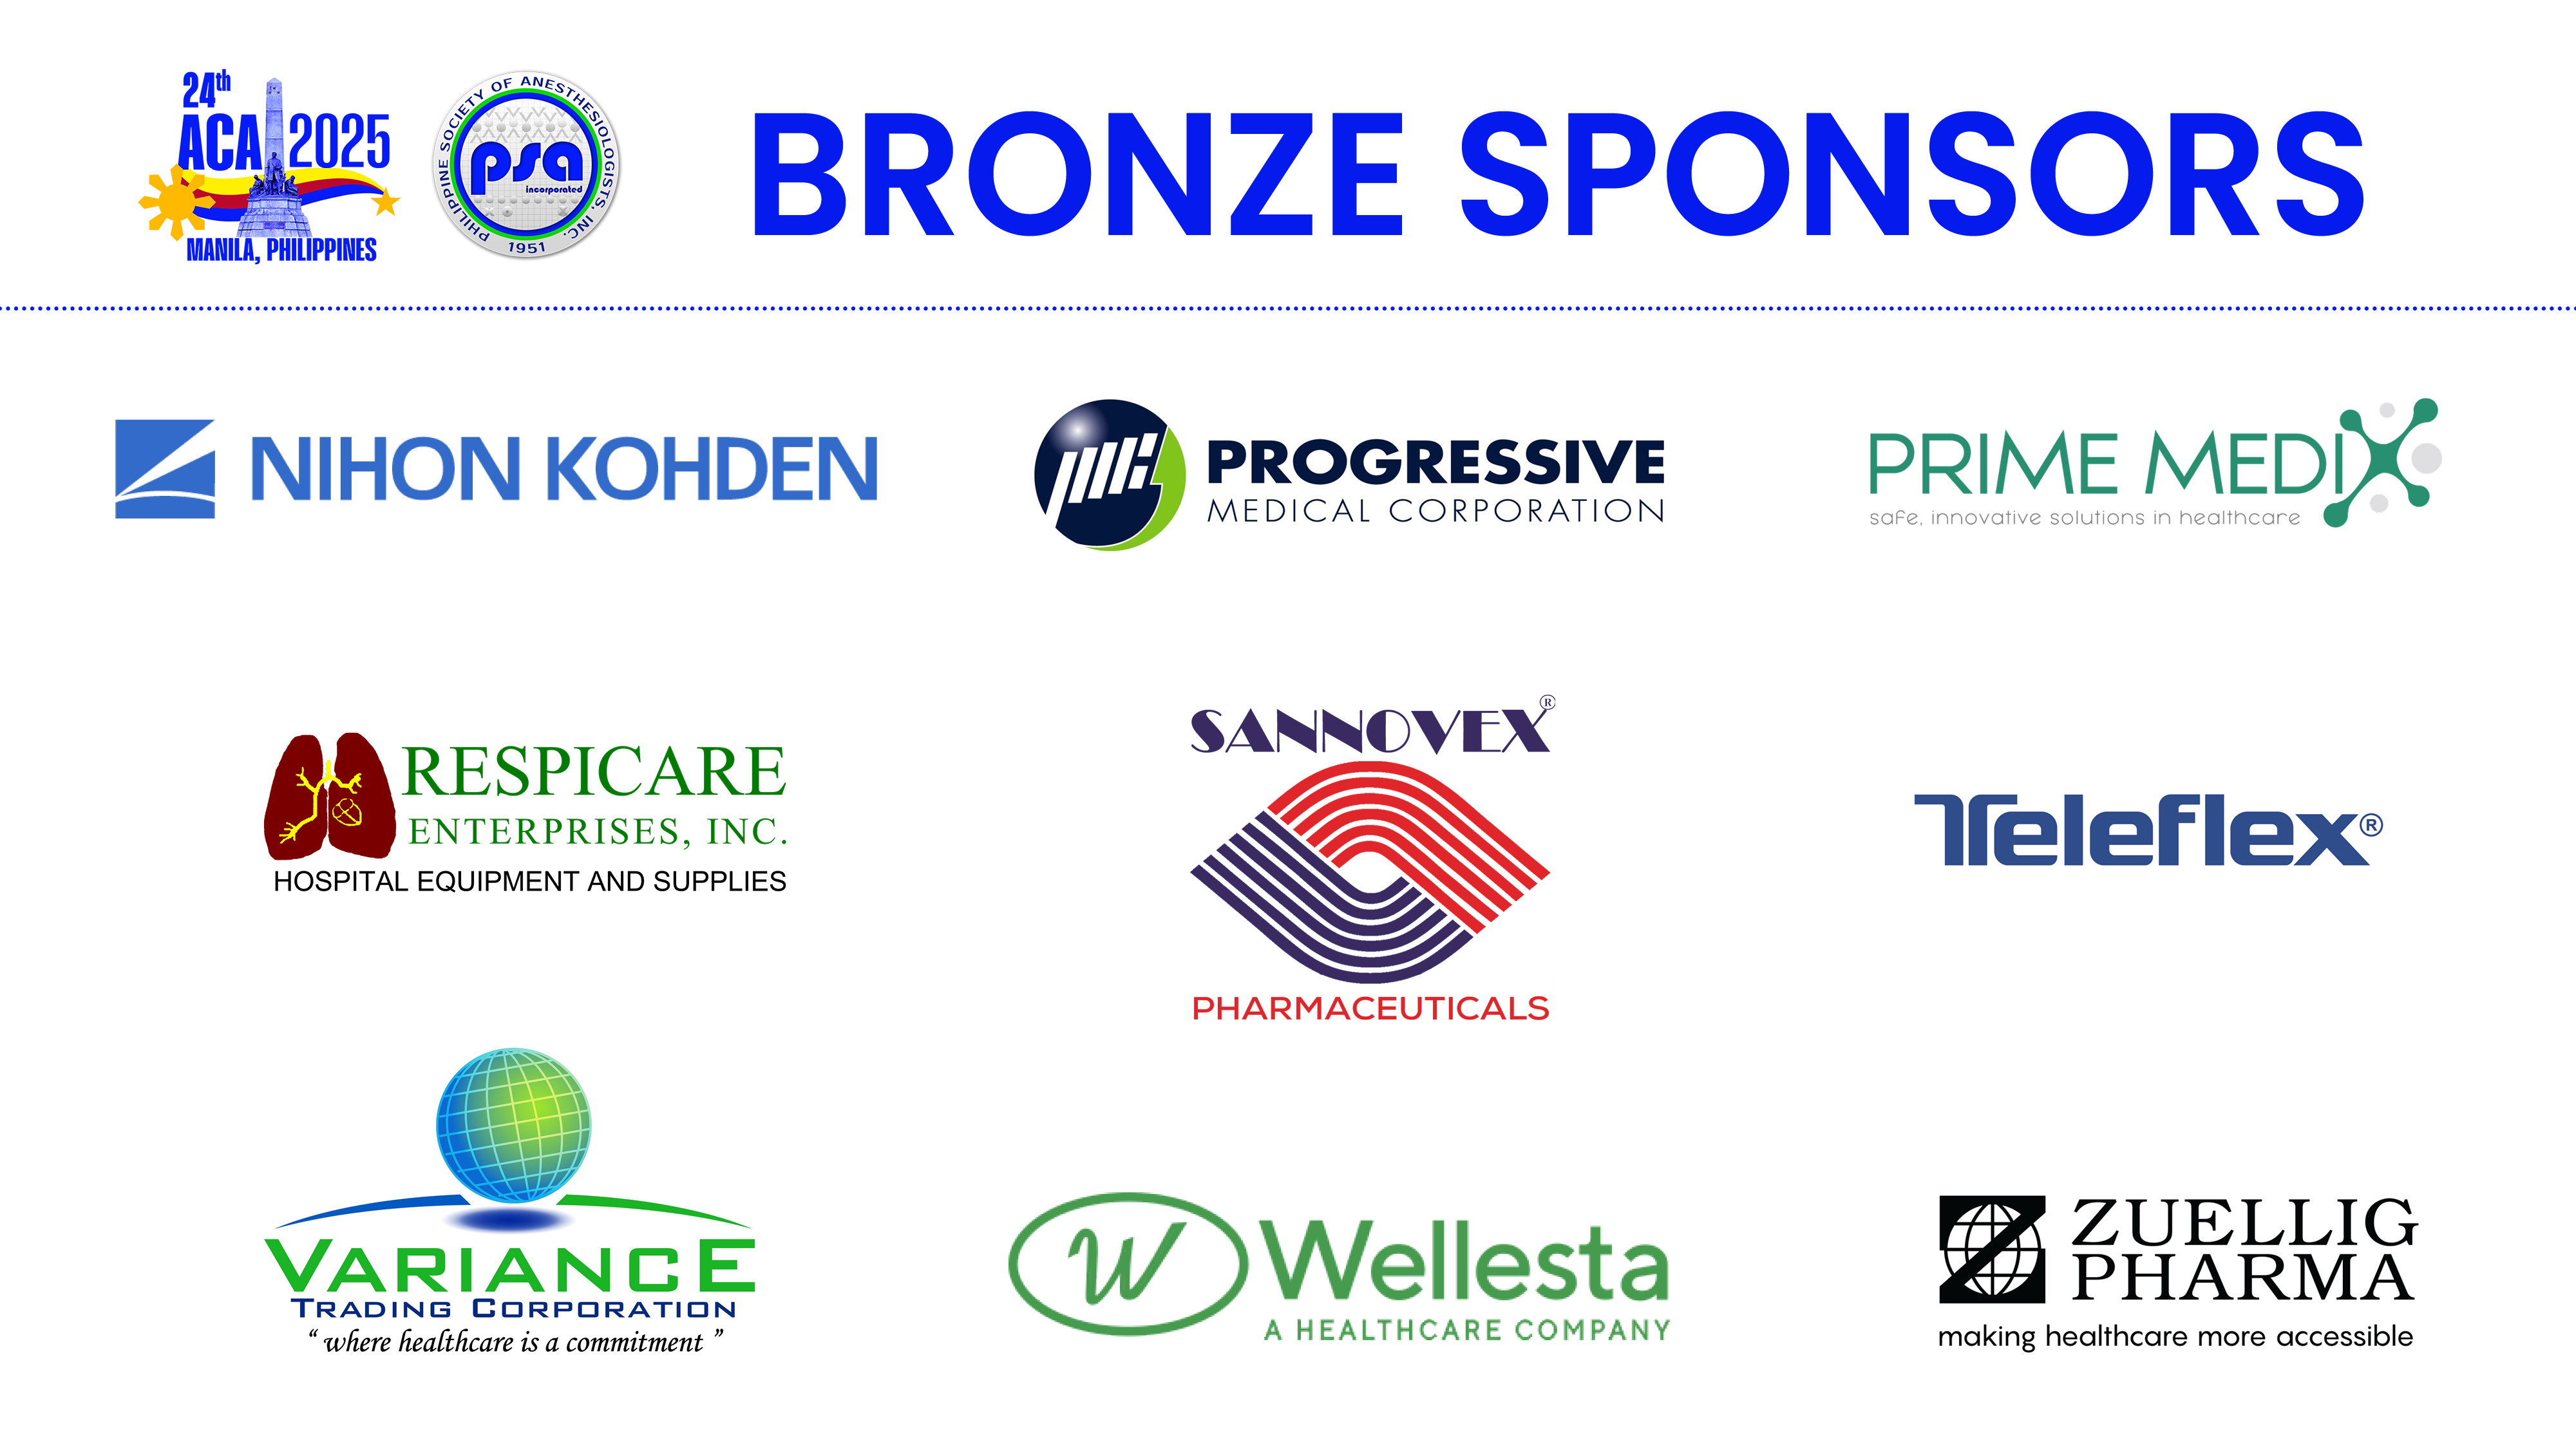 24th
ACA 2025
MANILA, PHILIPPINES
PHILIPPINE SOCIETY OF ANESTHESIOLOGISTS, INC.
psa
incorporated
1951
BRONZE SPONSORS
NIHON KOHDEN
pmc
PROGRESSIVE
MEDICAL CORPORATION
PRIME MEDIX
safe, innovative solutions in healthcare
RESPICARE
ENTERPRISES, INC.
HOSPITAL EQUIPMENT AND SUPPLIES
SANNOVEX®
PHARMACEUTICALS
Teleflex®
VARIANCE
TRADING CORPORATION
“ where healthcare is a commitment ”
W Wellesta
A HEALTHCARE COMPANY
Z ZUELLIG
PHARMA
making healthcare more accessible